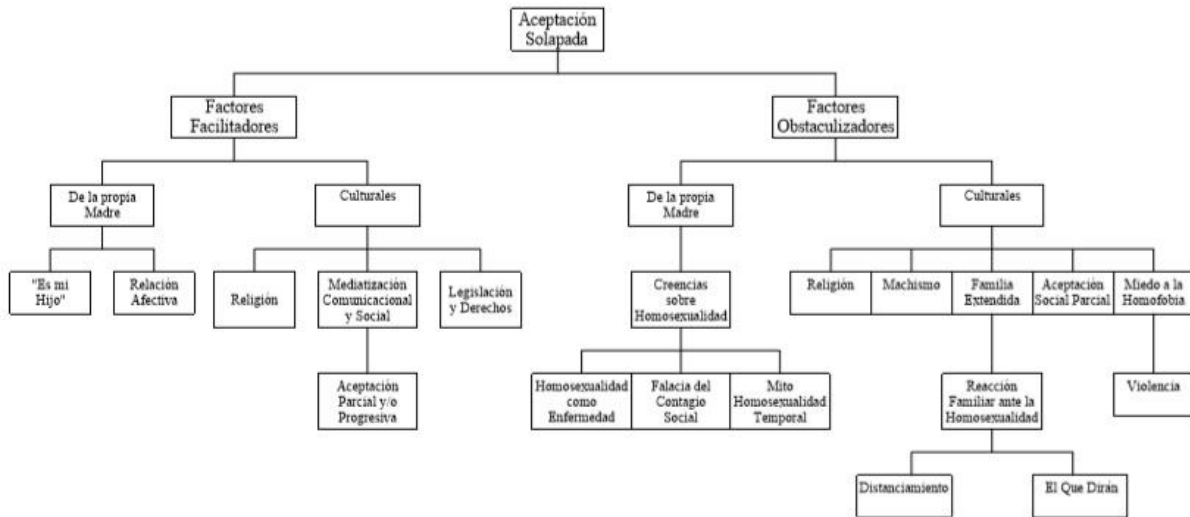 Aceptación
Solapada
Factores
Facilitadores
Factores
Obstaculizadores
De la propia
Madre
Culturales
De la propia
Madre
Culturales
"Es mi
Hijo"
Relación
Afectiva
Religión
Mediatización
Comunicacional
y Social
Legislación
y Derechos
Creencias
sobre
Homosexualidad
Religión
Machismo
Familia
Extendida
Aceptación
Social Parcial
Miedo a la
Homofobia
Aceptación
Parcial y/o
Progresiva
Homosexualidad
como
Enfermedad
Falacia del
Contagio
Social
Mito
Homosexualidad
Temporal
Reacción
Familiar ante la
Homosexualidad
Violencia
Distanciamiento
El Que Dirán